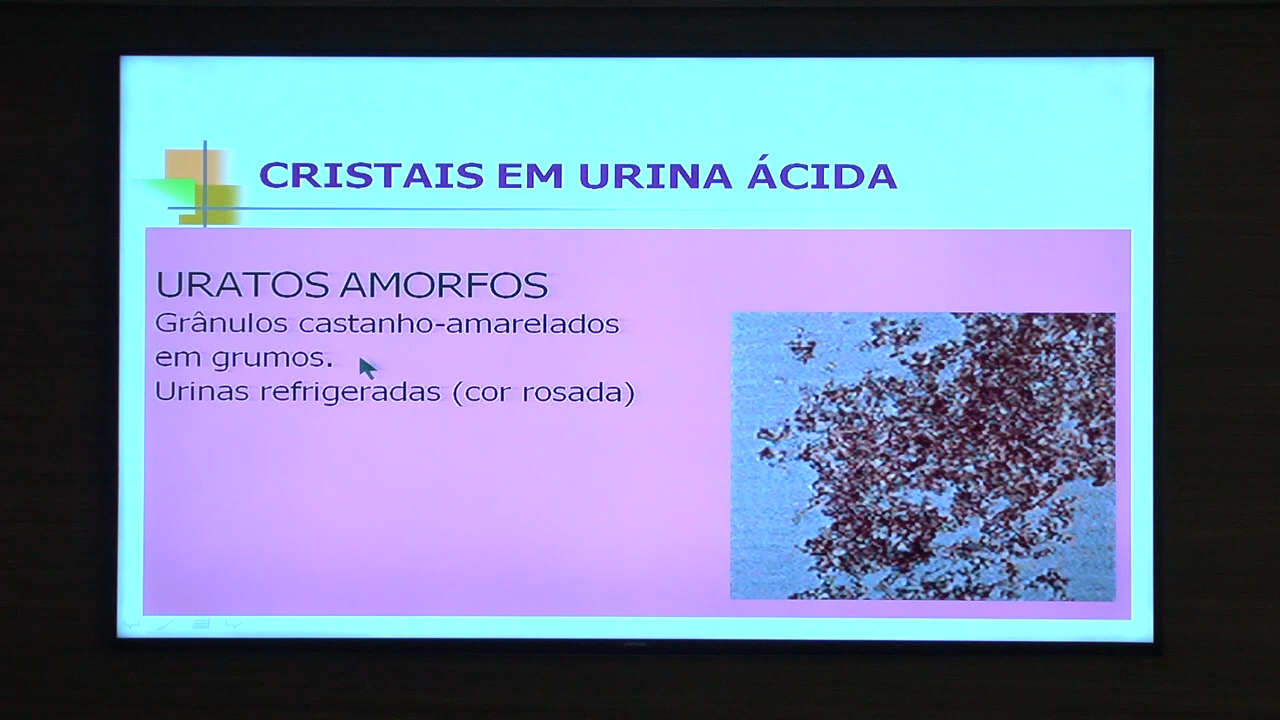 CRISTAIS EM URINA ÁCIDA
URATOS AMORFOS
Grânulos castanho-amarelados
em grumos.
Urinas refrigeradas (cor rosada)